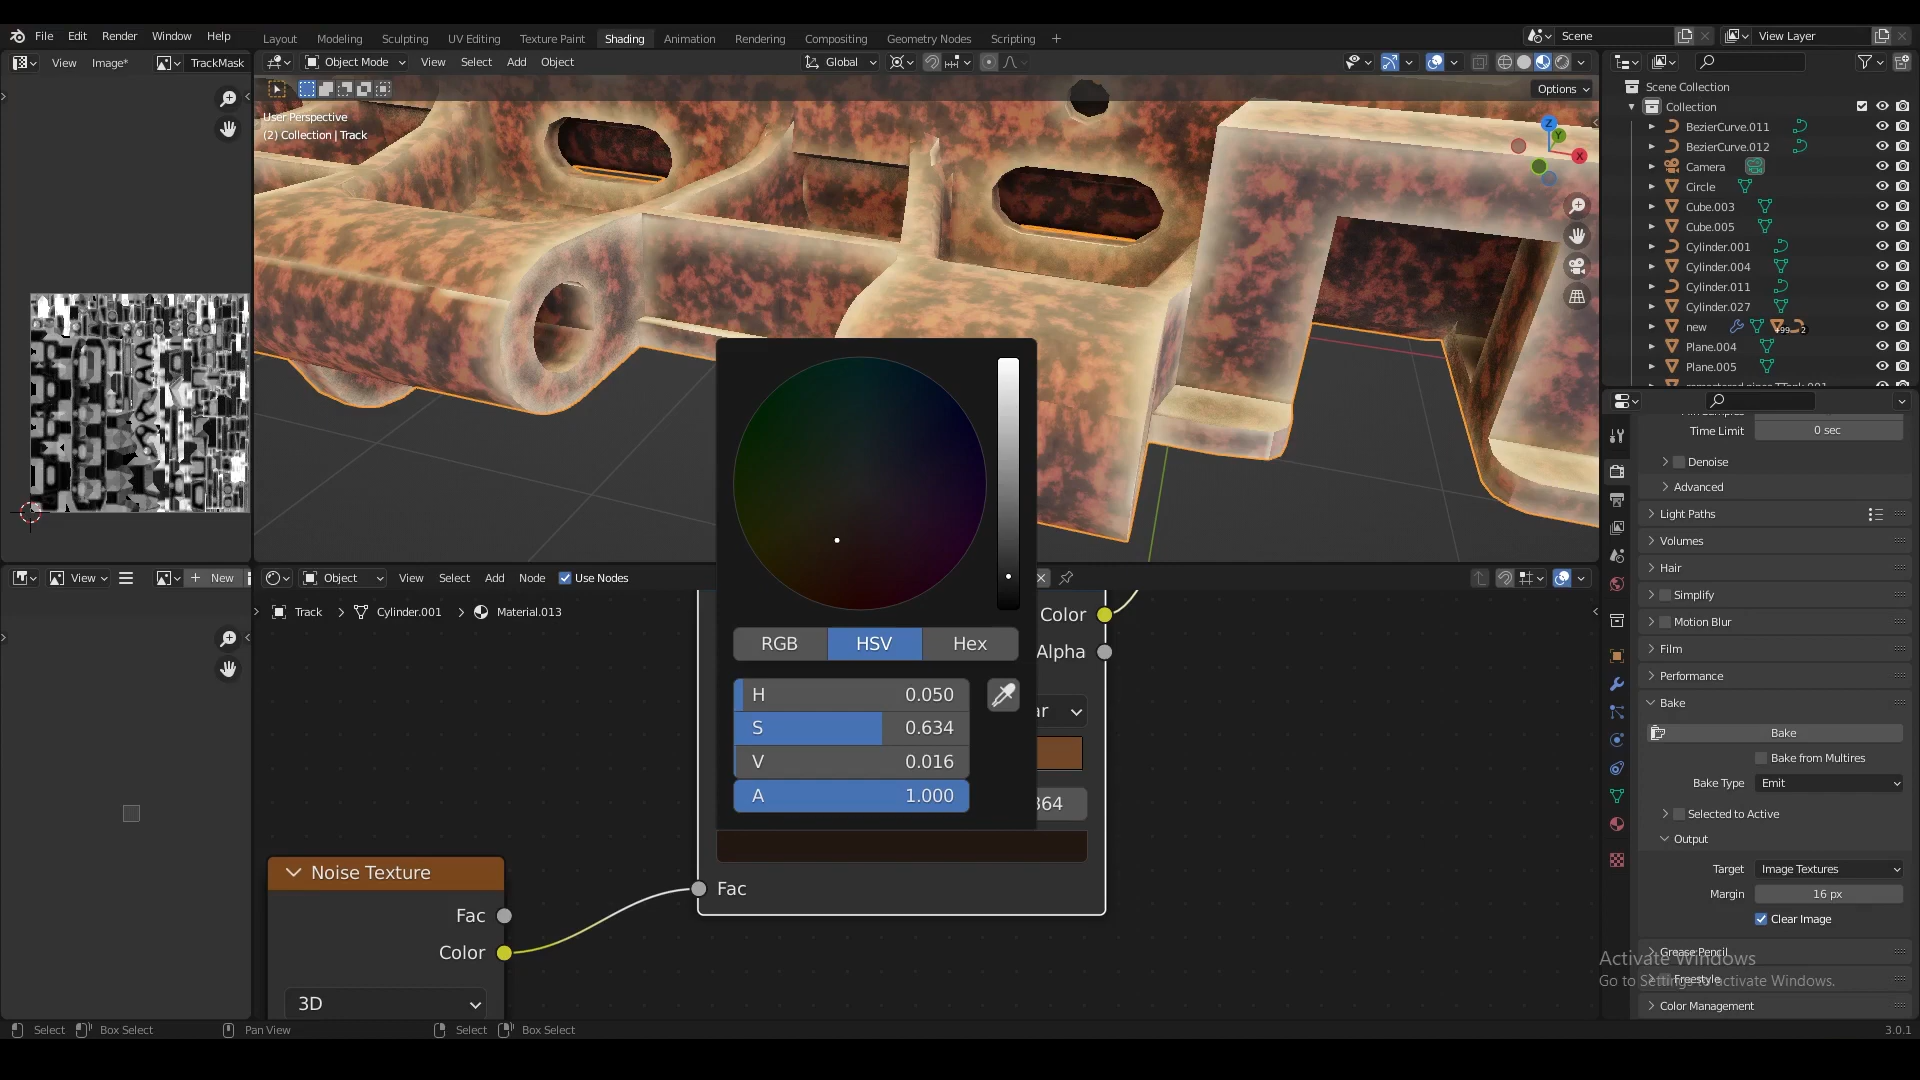 File Edit Render Window Help
Layout Modeling Sculpting UV Editing Texture Paint Shading Animation Rendering Compositing Geometry Nodes Scripting +
Scene
View Layer
View Image* TrackMask
Object Mode View Select Add Object
Global
Options
User Perspective
(2) Collection | Track
Z
Y
X
Scene Collection
Collection
BezierCurve.011
BezierCurve.012
Camera
Circle
Cube.003
Cube.005
Cylinder.001
Cylinder.004
Cylinder.011
Cylinder.027
new
+99 2
Plane.004
Plane.005
Time Limit 0 sec
Denoise
Advanced
Light Paths
Volumes
Hair
Simplify
Motion Blur
Film
Performance
Bake
Bake
Bake from Multires
Bake Type Emit
Selected to Active
Output
Target Image Textures
Margin 16 px
Clear Image
Grease Pencil
Freestyle
Color Management
Activate Windows
Go to Settings to activate Windows.
View New
Object View Select Add Node Use Nodes
Track Cylinder.001 Material.013
RGB HSV Hex
H 0.050
S 0.634
V 0.016
A 1.000
Color
Alpha
ar
364
Fac
Noise Texture
Fac
Color
3D
Select Box Select Pan View Select Box Select
3.0.1